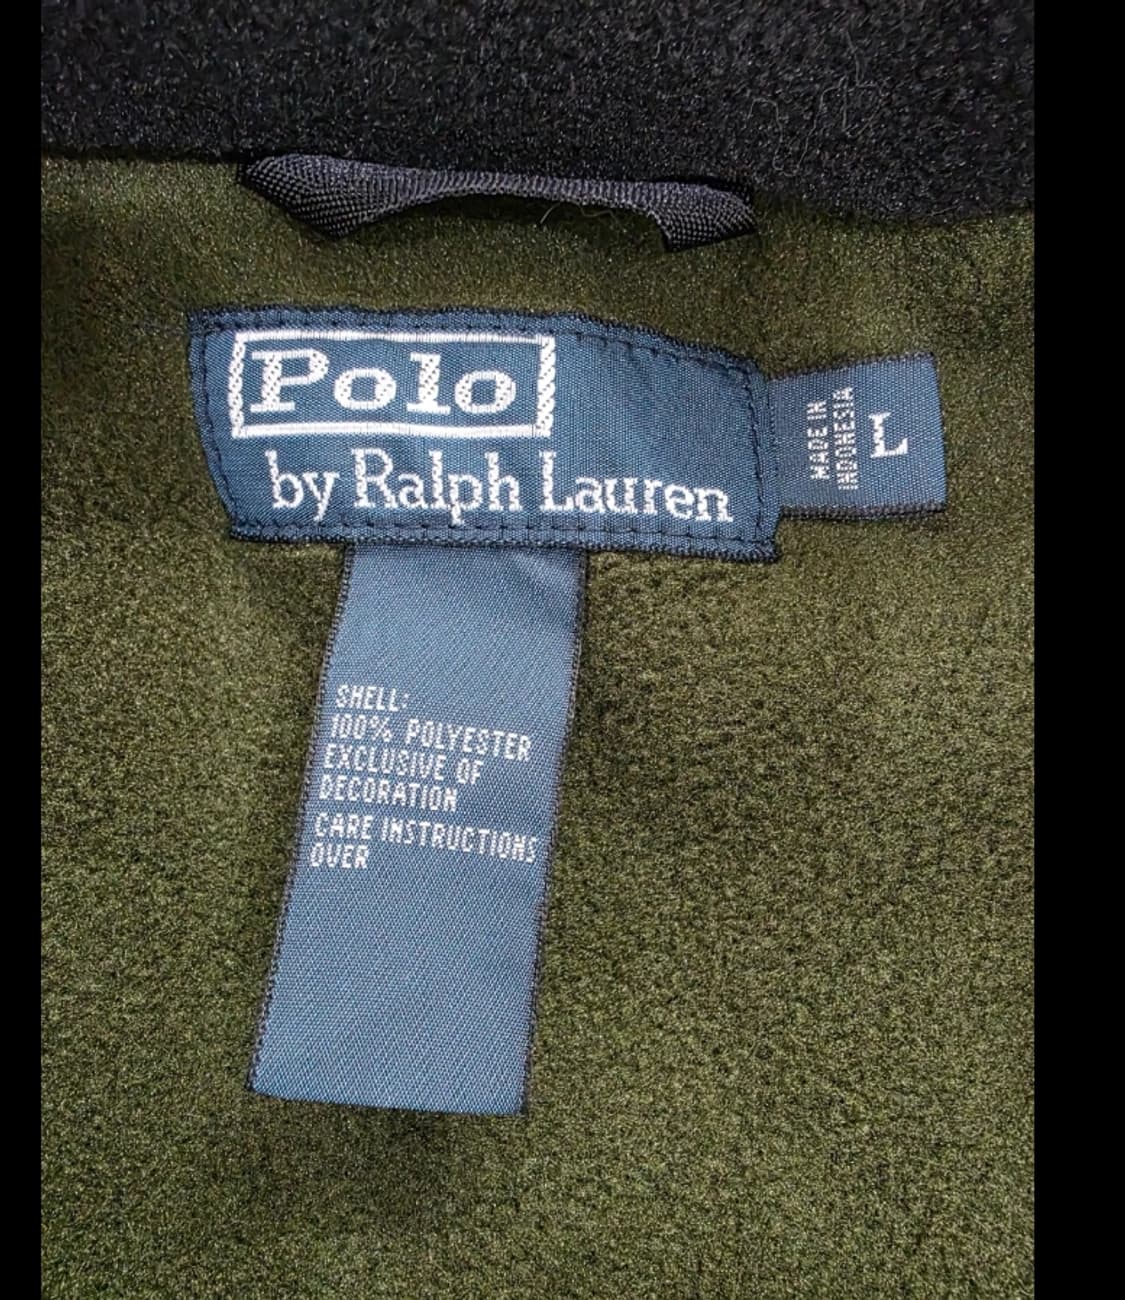 Polo
by Ralph Lauren
MADE IN
INDONESIA
L
SHELL:
100% POLYESTER
EXCLUSIVE OF
DECORATION
CARE INSTRUCTIONS
OVER